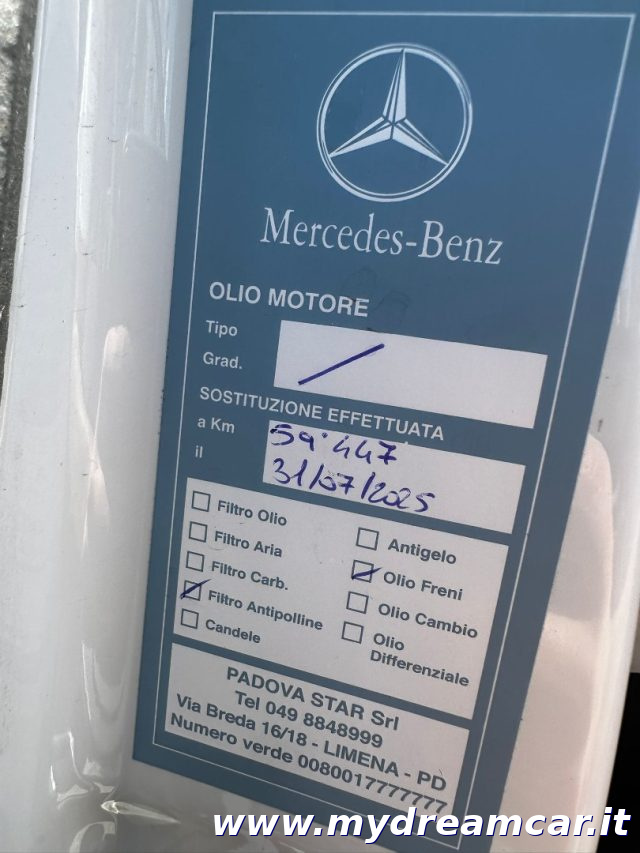 Mercedes-Benz
OLIO MOTORE
Tipo
Grad.
SOSTITUZIONE EFFETTUATA
a Km 59'447
il 31/07/2025
Filtro Olio
Filtro Aria
Filtro Carb.
Filtro Antipolline
Candele
Antigelo
Olio Freni
Olio Cambio
Olio
Differenziale
PADOVA STAR Srl
Tel 049 8848999
Via Breda 16/18 - LIMENA - PD
Numero verde 0080017777777
www.mydreamcar.it